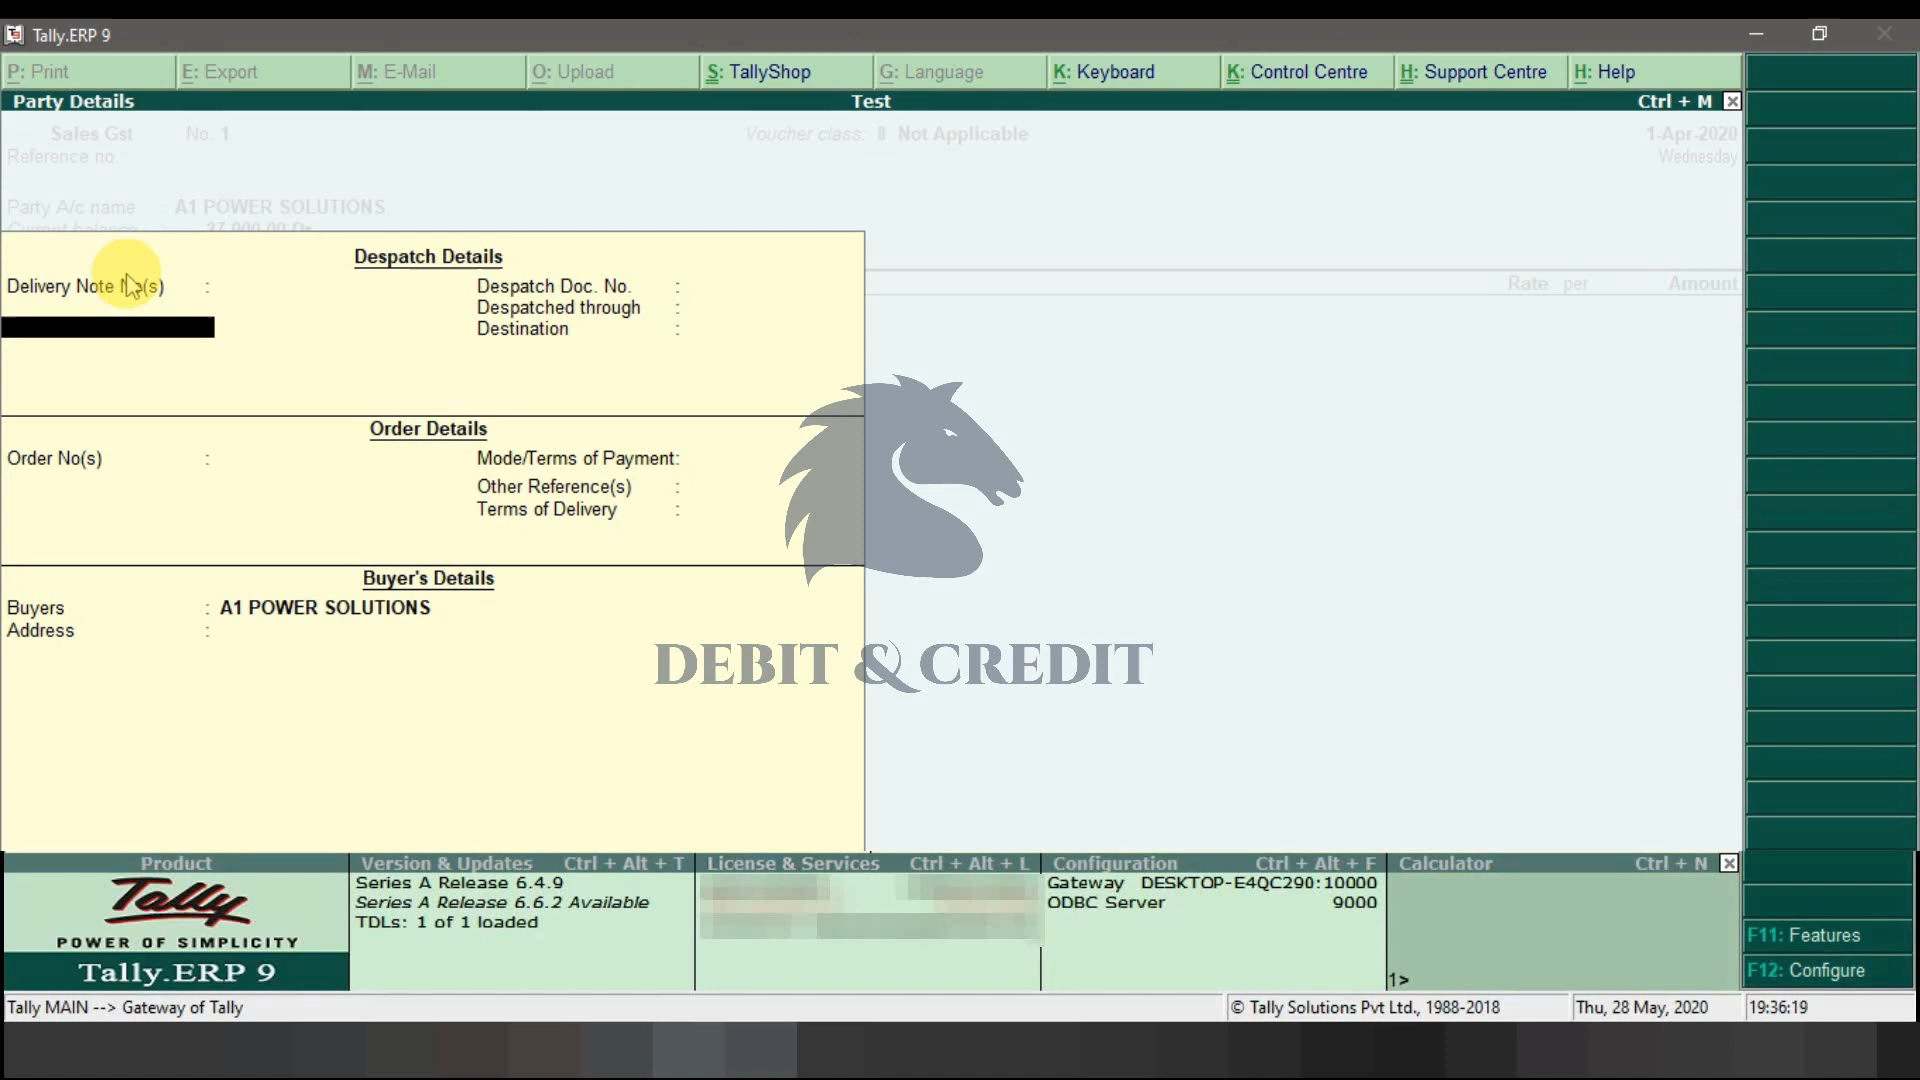 Tally.ERP 9
P: Print E: Export M: E-Mail O: Upload S: TallyShop G: Language K: Keyboard K: Control Centre H: Support Centre H: Help
Party Details Test Ctrl + M
Sales Gst No. 1 Voucher class: Not Applicable 1-Apr-2020
Reference no.: Wednesday
Party A/c name : A1 POWER SOLUTIONS
Current balance : 27,000.00 Dr
Rate per Amount
Despatch Details
Delivery Note No(s) : Despatch Doc. No. :
Despatched through :
Destination :
Order Details
Order No(s) : Mode/Terms of Payment:
Other Reference(s) :
Terms of Delivery :
Buyer's Details
Buyers : A1 POWER SOLUTIONS
Address :
DEBIT & CREDIT
Product Version & Updates Ctrl + Alt + T License & Services Ctrl + Alt + L Configuration Ctrl + Alt + F Calculator Ctrl + N
Tally
POWER OF SIMPLICITY
Tally.ERP 9
Series A Release 6.4.9
Series A Release 6.6.2 Available
TDLs: 1 of 1 loaded
Gateway DESKTOP-E4QC290:10000
ODBC Server 9000
1>
F11: Features
F12: Configure
Tally MAIN --> Gateway of Tally © Tally Solutions Pvt Ltd., 1988-2018 Thu, 28 May, 2020 19:36:19